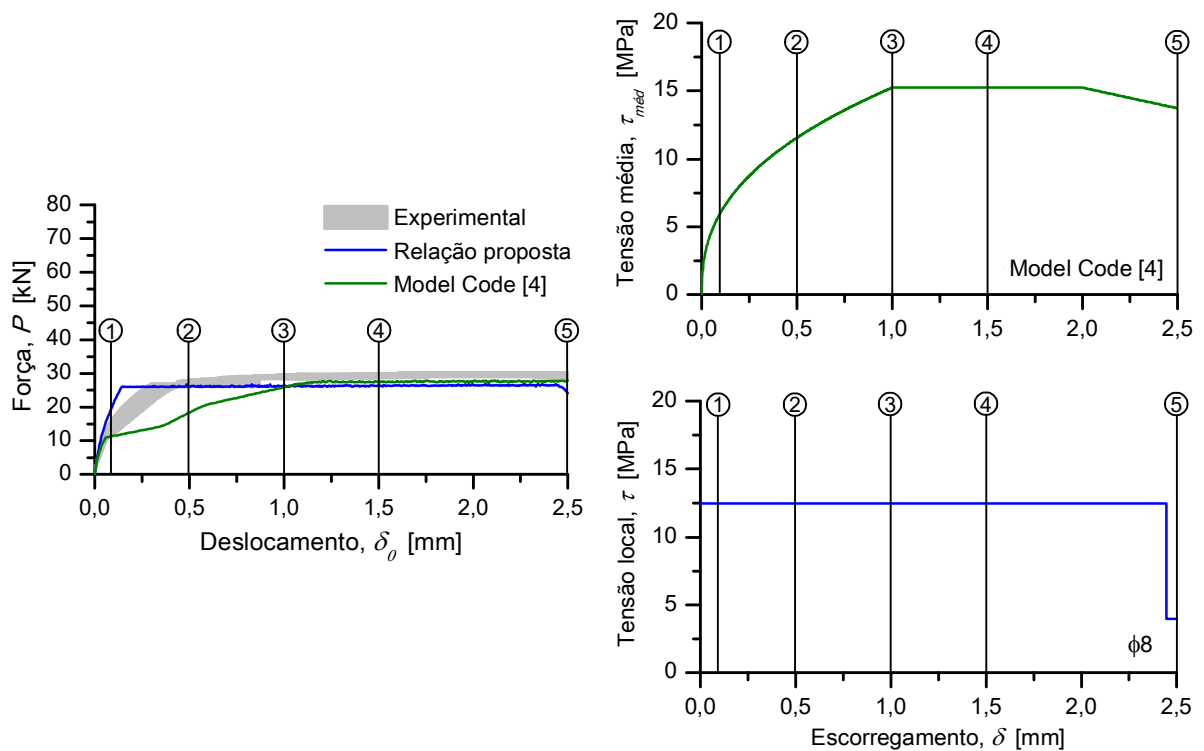 80
70
60
50
40
30
20
10
0
Força, P [kN]
Experimental
Relação proposta
Model Code [4]
1 2 3 4 5
0,0 0,5 1,0 1,5 2,0 2,5
Deslocamento, δ0 [mm]
20
15
10
5
0
Tensão média, τméd [MPa]
1 2 3 4 5
Model Code [4]
0,0 0,5 1,0 1,5 2,0 2,5
20
15
10
5
0
Tensão local, τ [MPa]
1 2 3 4 5
ϕ8
0,0 0,5 1,0 1,5 2,0 2,5
Escorregamento, δ [mm]